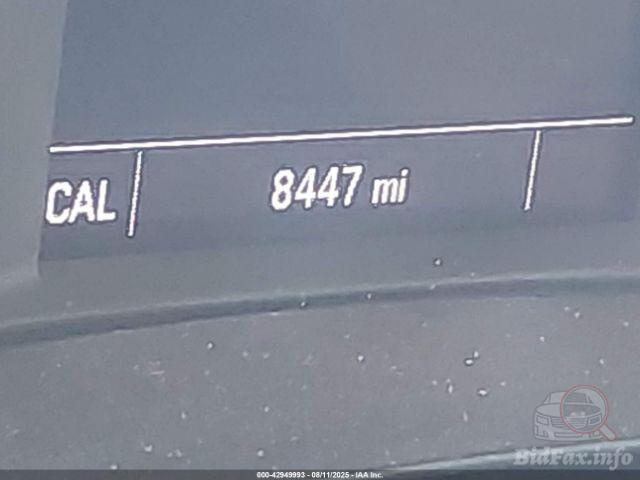 CAL 8447 mi
BidFax.info
000-42949993 - 08/11/2025 - IAA Inc.